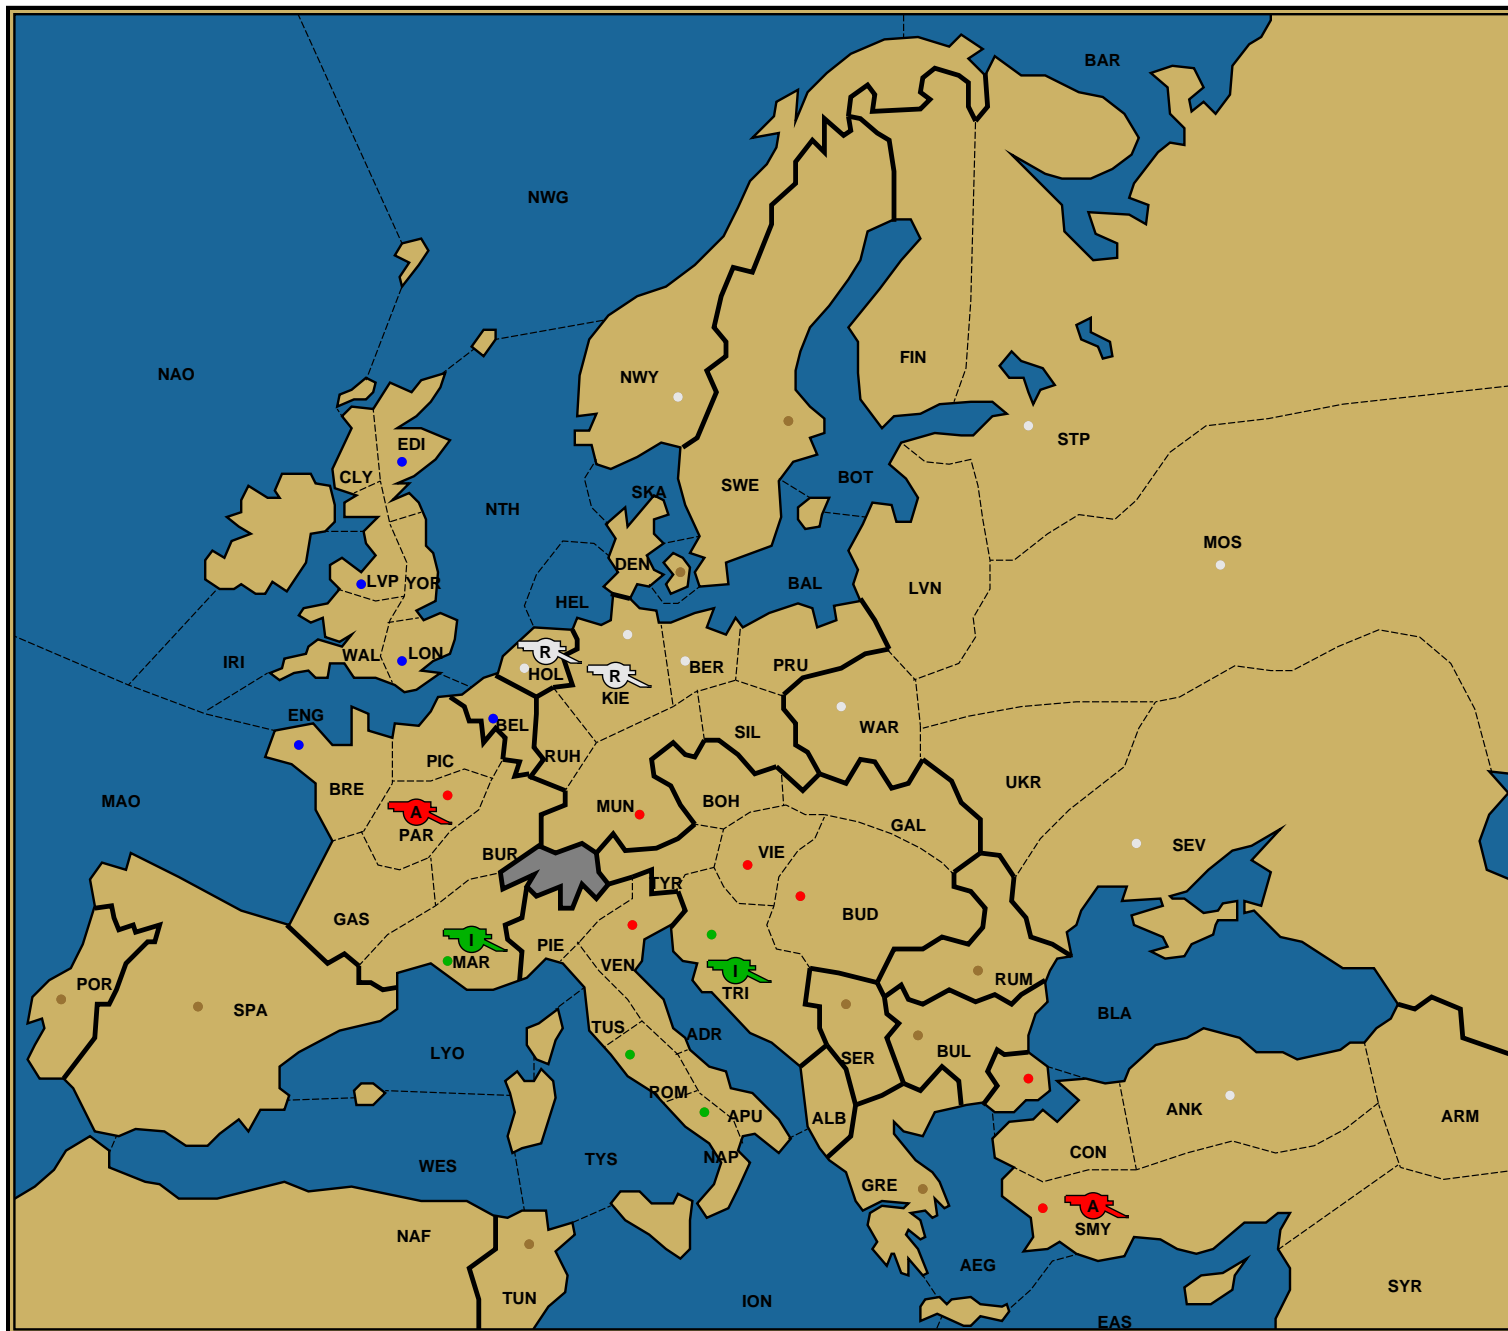 BAR
NWG
NAO
FIN
NWY
STP
EDI
CLY
SWE
BOT
SKA
NTH
MOS
DEN
LVP
YOR
BAL
LVN
HEL
IRI
WAL
LON
R
HOL
R
KIE
BER
PRU
ENG
BEL
WAR
SIL
RUH
PIC
UKR
BRE
MAO
MUN
BOH
A
PAR
GAL
SEV
BUR
VIE
TYR
BUD
GAS
I
MAR
PIE
VEN
I
TRI
RUM
POR
SPA
BLA
TUS
ADR
LYO
SER
BUL
ROM
APU
ALB
ANK
ARM
CON
NAP
TYS
WES
GRE
A
SMY
NAF
AEG
SYR
TUN
ION
EAS